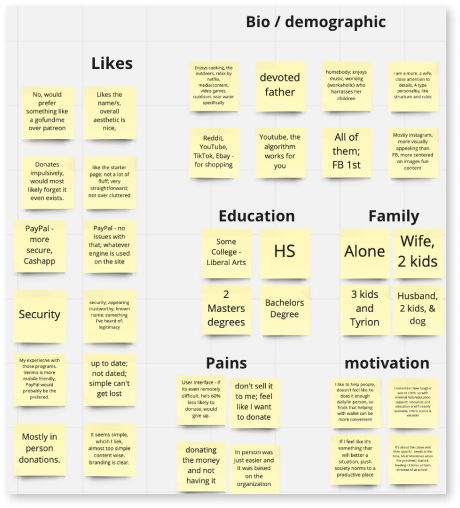 Bio / demographic
Likes
Enjoys cooking, the
outdoors, relax by
netflix,
media/content,
video games,
outdoors near water
specifically
devoted
father
homebody; enjoys
music, working
(workaholic) who
harrasses her
children
I am a mom, a wife,
close attention to
details, A type
personality, like
structure and rules
Reddit,
YouTube,
TikTok, Ebay -
for shopping
Youtube, the
algorithm
works for
you
All of
them;
FB 1st
Mostly instagram,
more visually
appealing than
FB, more centered
on images fun
content
No, would
prefer
something like
a gofundme
over patreon
Likes the
name/s,
overall
aesthetic is
nice,
Donates
impulsively,
would most
likely forget it
even exists.
like the starter
page; not a lot of
fluff; very
straightforward;
not over cluttered
PayPal -
more
secure,
Cashapp
PayPal - no
issues with
that; whatever
engine is used
on the site
Security
security; appearing
trustworthy; known
name; something
I've heard of;
legitimacy
My experience with
those programs.
Venmo is more
mobile friendly,
PayPal would
probably be the
preferred.
up to date;
not dated;
simple can't
get lost
Mostly in
person
donations.
It seems simple,
which I like,
almost too simple
content wise,
branding is clear.
Education
Some
College -
Liberal Arts
HS
2
Masters
degrees
Bachelors
Degree
Family
Alone
Wife,
2 kids
3 kids
and
Tyrion
Husband,
2 kids, &
dog
Pains
User Interface - if
its even remotely
difficult, he's 60%
less likely to
donate, would
give up.
don't sell it
to me; feel
like I want
to donate
donating
the money
and not
having it
In person was
just easier and
it was based
on the
organization
motivation
I like to help people,
doesn't feel like he
does it enough
daily/in person, so
finds that helping
with wallet can be
more convenient
If I feel like it's
something that
will better a
situation, push
society norms to a
productive place